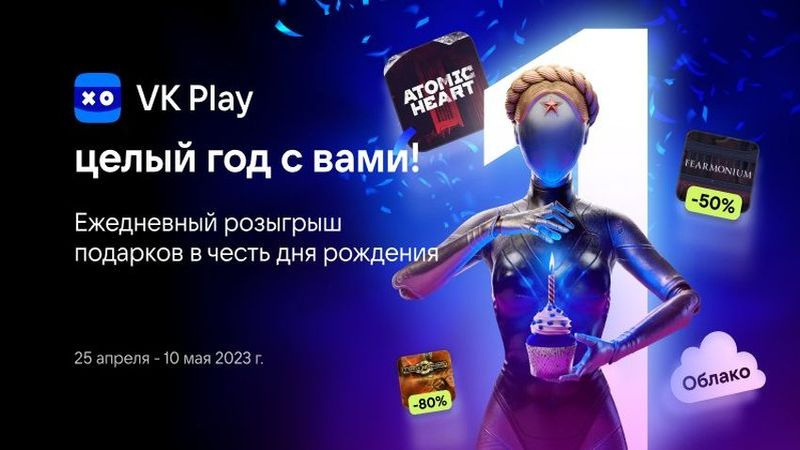 VK Play
целый год с вами!
Ежедневный розыгрыш
подарков в честь дня рождения
25 апреля - 10 мая 2023 г.
ATOMIC
HEART
1
FEARMONIUM
-50%
-80%
Облако